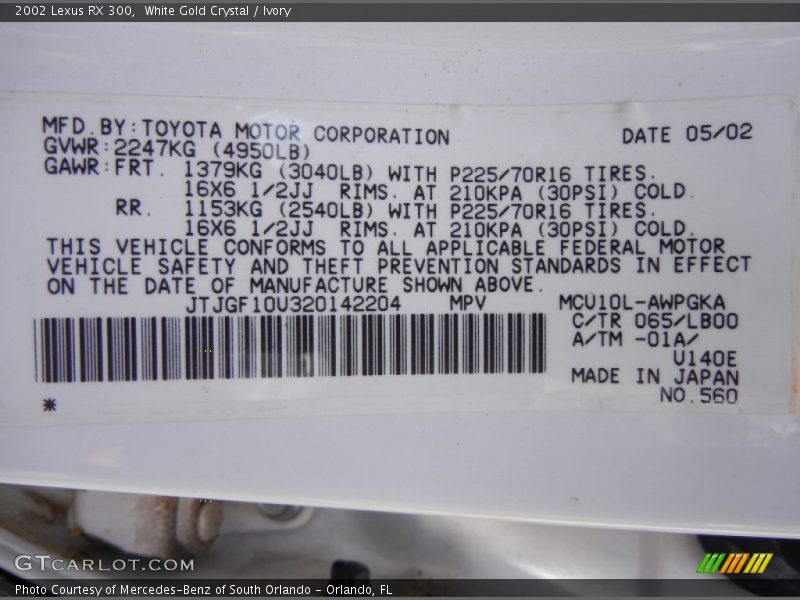 2002 Lexus RX 300,  White Gold Crystal / Ivory
MFD.BY:TOYOTA MOTOR CORPORATION DATE 05/02
GVWR:2247KG (4950LB)
GAWR:FRT. 1379KG (3040LB) WITH P225/70R16 TIRES.
16X6 1/2JJ RIMS. AT 210KPA (30PSI) COLD.
RR. 1153KG (2540LB) WITH P225/70R16 TIRES.
16X6 1/2JJ RIMS. AT 210KPA (30PSI) COLD.
THIS VEHICLE CONFORMS TO ALL APPLICABLE FEDERAL MOTOR
VEHICLE SAFETY AND THEFT PREVENTION STANDARDS IN EFFECT
ON THE DATE OF MANUFACTURE SHOWN ABOVE.
JTJGF10U320142204 MPV MCU10L-AWPGKA
C/TR 065/LB00
A/TM -01A/
U140E
MADE IN JAPAN
NO.560
*
GTCARLOT.COM
Photo Courtesy of Mercedes-Benz of South Orlando - Orlando, FL